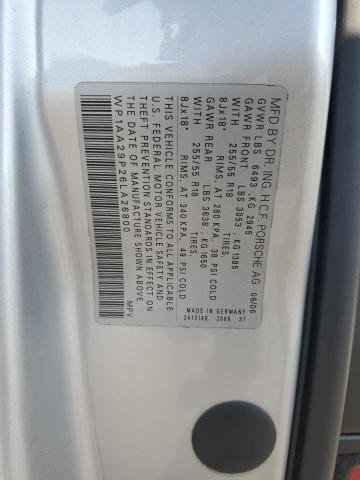 MFD BY DR. ING. H.C.F. PORSCHE AG 06/06
GVWR LBS 6493 , KG 2945
GAWR FRONT LBS 3053 , KG 1385
WITH 255/55 R18 TIRES,
8Jx18" RIMS, AT 260 KPA, 38 PSI COLD
GAWR REAR LBS 3638 , KG 1650
WITH 255/55 R18 TIRES,
8Jx18" RIMS, AT 340 KPA, 49 PSI COLD
THIS VEHICLE CONFORMS TO ALL APPLICABLE
U.S. FEDERAL MOTOR VEHICLE SAFETY AND
THEFT PREVENTION STANDARDS IN EFFECT ON
THE DATE OF MANUFACTURE SHOWN ABOVE.
WP1AA29P26LA26800 MPV
MADE IN GERMANY
2413146 2006 37